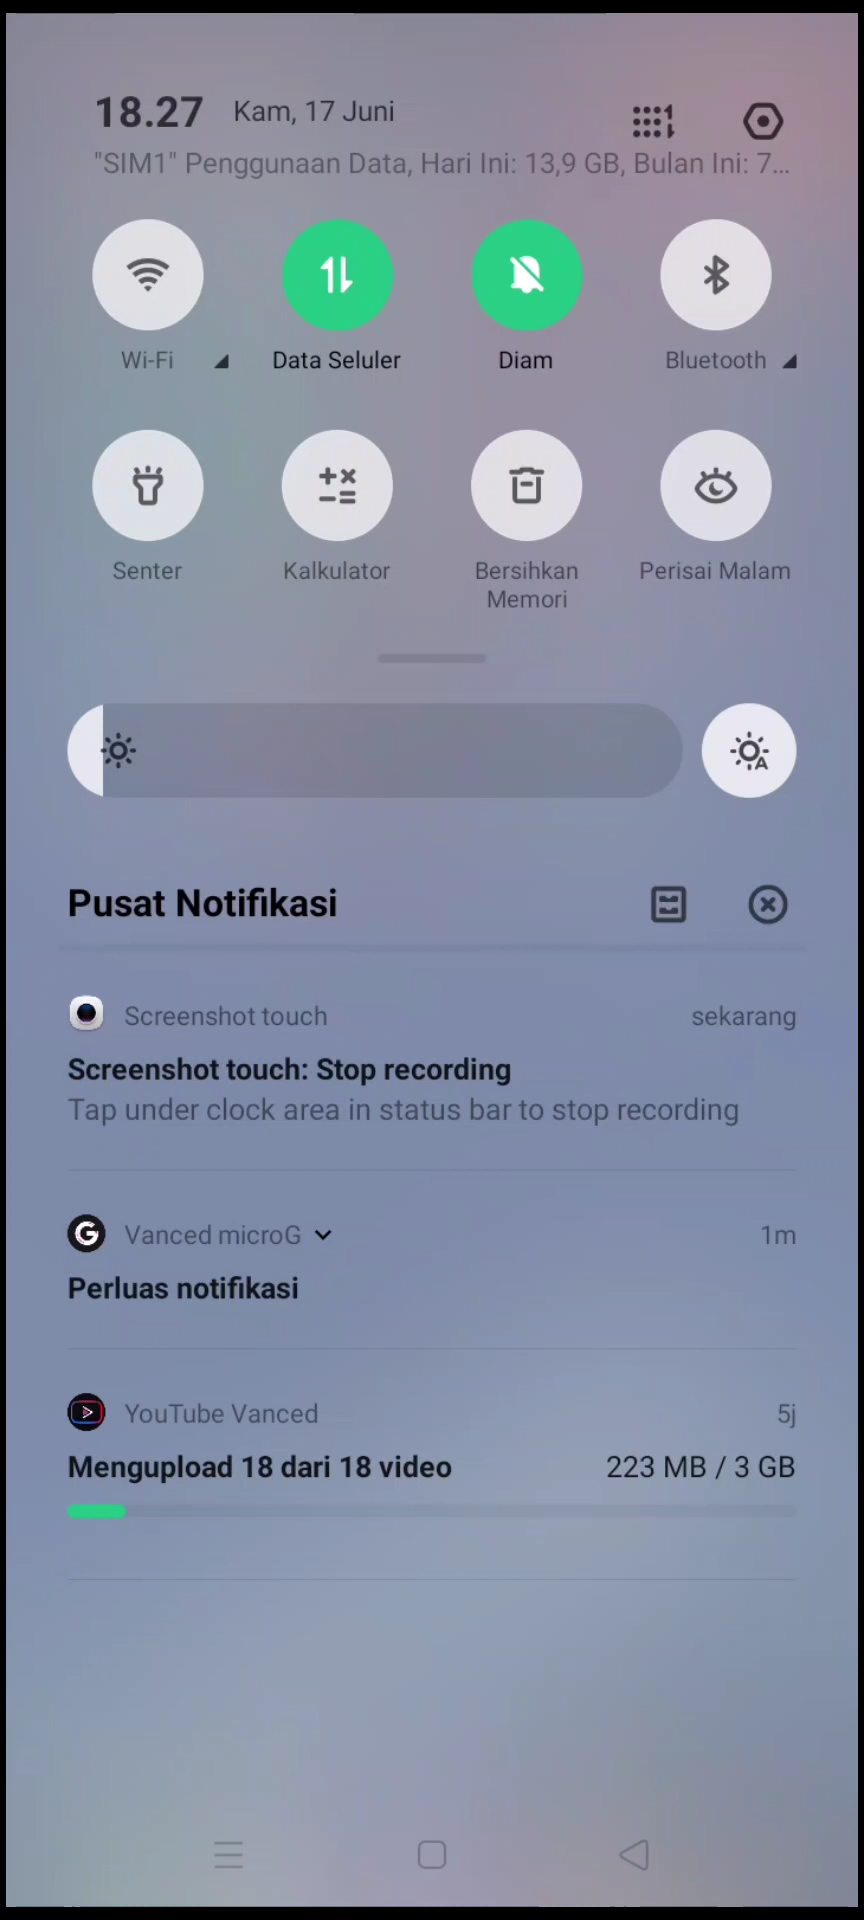 18.27 Kam, 17 Juni
"SIM1" Penggunaan Data, Hari Ini: 13,9 GB, Bulan Ini: 7...
Wi-Fi Data Seluler Diam Bluetooth
Senter Kalkulator Bersihkan Memori Perisai Malam
Pusat Notifikasi
Screenshot touch sekarang
Screenshot touch: Stop recording
Tap under clock area in status bar to stop recording
Vanced microG 1m
Perluas notifikasi
YouTube Vanced 5j
Mengupload 18 dari 18 video 223 MB / 3 GB